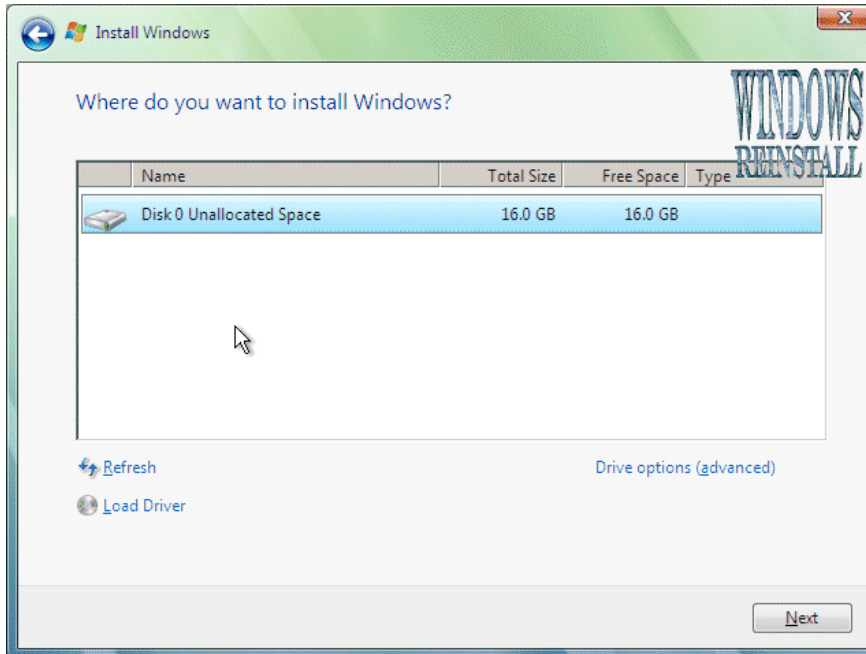 Install Windows
Where do you want to install Windows?
WINDOWS
REINSTALL
Name Total Size Free Space Type
Disk 0 Unallocated Space 16.0 GB 16.0 GB
Refresh Drive options (advanced)
Load Driver
Next